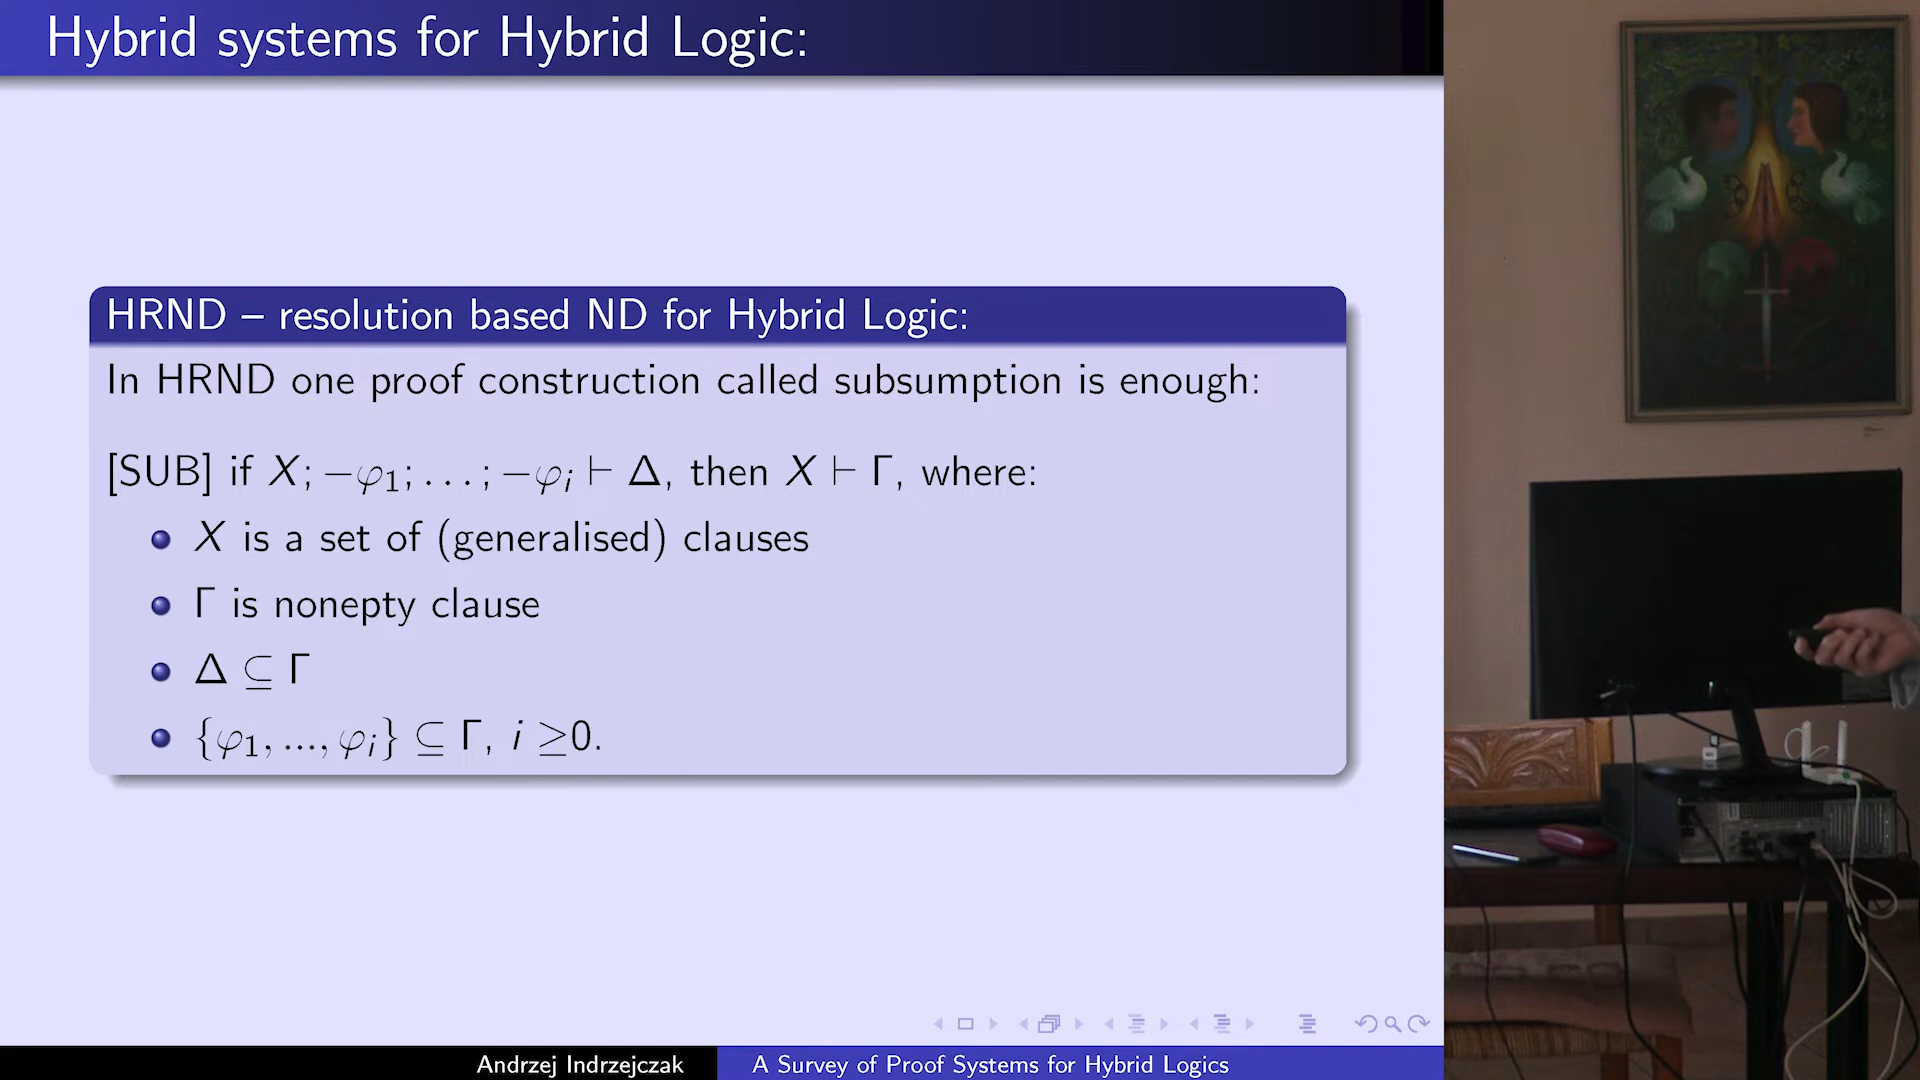 Hybrid systems for Hybrid Logic:
HRND – resolution based ND for Hybrid Logic:
In HRND one proof construction called subsumption is enough:
[SUB] if X; −φ₁; . . . ; −φᵢ ⊢ Δ, then X ⊢ Γ, where:
X is a set of (generalised) clauses
Γ is nonepty clause
Δ ⊆ Γ
{φ₁, ..., φᵢ} ⊆ Γ, i ≥0.
Andrzej Indrzejczak
A Survey of Proof Systems for Hybrid Logics